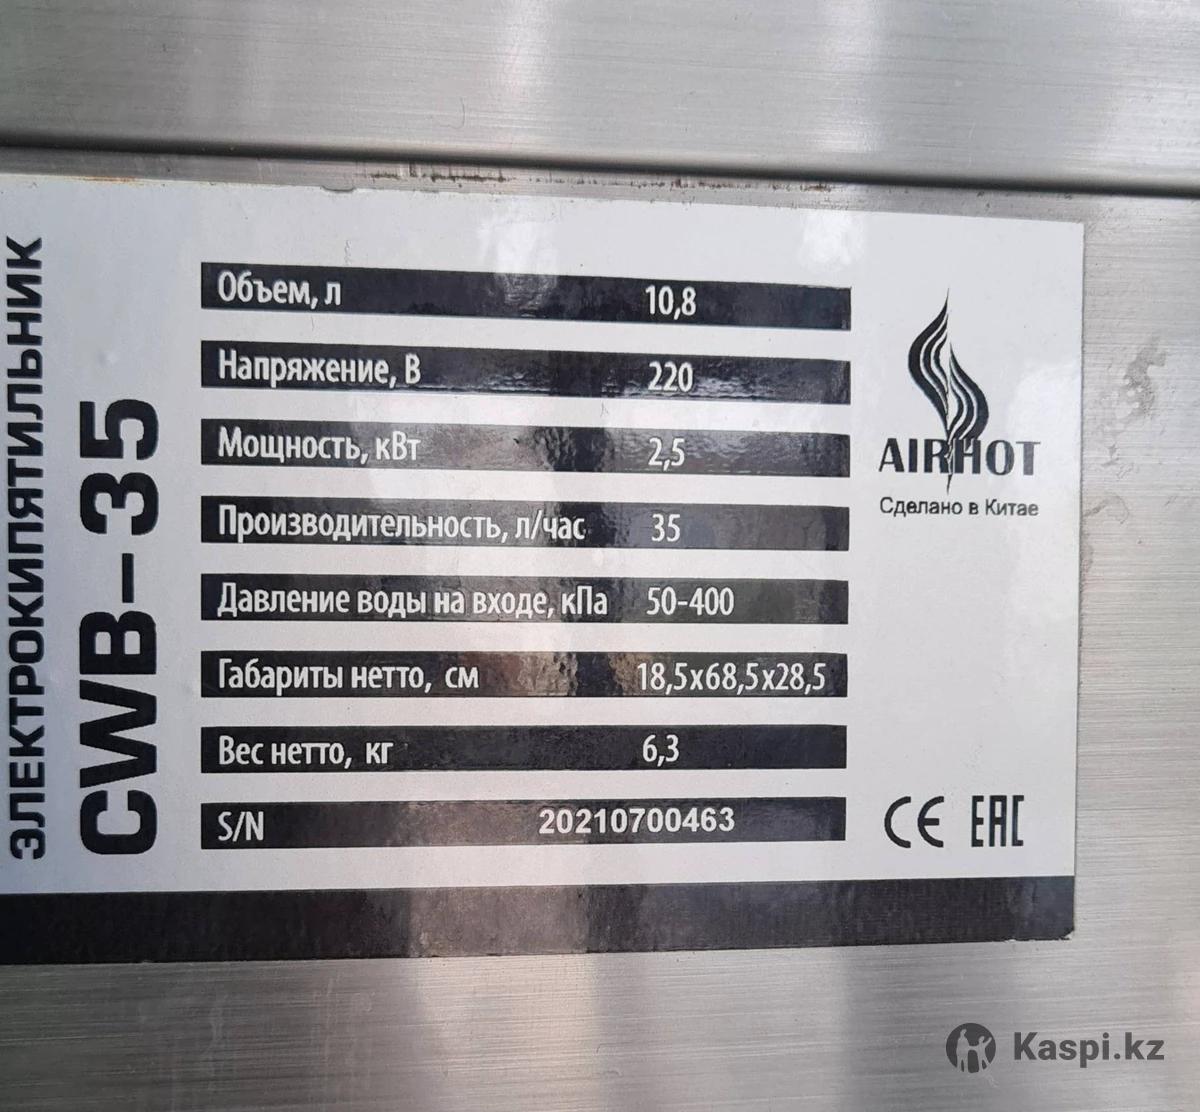 ЭЛЕКТРОКИПЯТИЛЬНИК
CWB-35
Объем, л 10,8
Напряжение, В 220
Мощность, кВт 2,5
Производительность, л/час 35
Давление воды на входе, кПа 50-400
Габариты нетто, см 18,5x68,5x28,5
Вес нетто, кг 6,3
S/N 20210700463
AIRHOT
Сделано в Китае
CE EAC
Kaspi.kz